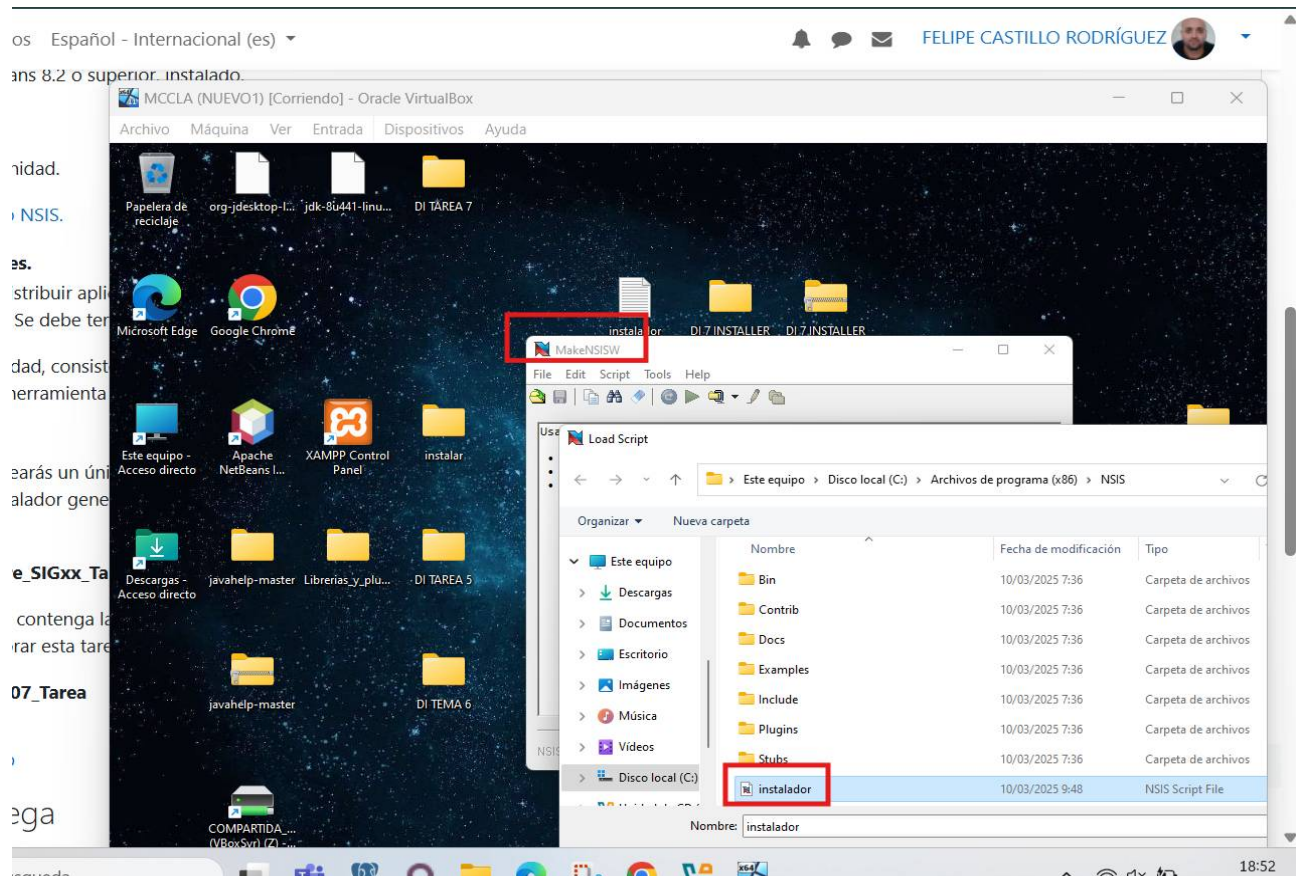 os Español - Internacional (es)
FELIPE CASTILLO RODRÍGUEZ
ans 8.2 o superior, instalado.
MCCLA (NUEVO1) [Corriendo] - Oracle VirtualBox
Archivo Máquina Ver Entrada Dispositivos Ayuda
nidad.
o NSIS.
es.
istribuir apli
Se debe ter
dad, consist
herramienta
earás un úni
alador gene
re_SIGxx_Ta
contenga la
rar esta tare
07_Tarea
ega
Papelera de
reciclaje
org-jdesktop-l...
jdk-8u441-linu...
DI TAREA 7
Microsoft Edge
Google Chrome
instalador
DI 7 INSTALLER
DI 7 INSTALLER
Este equipo -
Acceso directo
Apache
NetBeans I...
XAMPP Control
Panel
instalar
Descargas -
Acceso directo
javahelp-master
Librerias_y_plu...
DI TAREA 5
javahelp-master
DI TEMA 6
COMPARTIDA_...
(VBoxSvr) (Z) -...
MakeNSISW
File Edit Script Tools Help
Usa
NSIS
Load Script
Este equipo > Disco local (C:) > Archivos de programa (x86) > NSIS
Organizar Nueva carpeta
Este equipo
Descargas
Documentos
Escritorio
Imágenes
Música
Vídeos
Disco local (C:)
Nombre Fecha de modificación Tipo
Bin 10/03/2025 7:36 Carpeta de archivos
Contrib 10/03/2025 7:36 Carpeta de archivos
Docs 10/03/2025 7:36 Carpeta de archivos
Examples 10/03/2025 7:36 Carpeta de archivos
Include 10/03/2025 7:36 Carpeta de archivos
Plugins 10/03/2025 7:36 Carpeta de archivos
Stubs 10/03/2025 7:36 Carpeta de archivos
instalador 10/03/2025 9:48 NSIS Script File
Nombre: instalador
x64
18:52